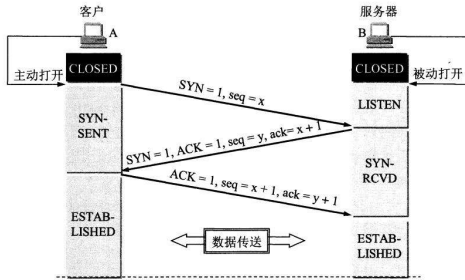 客户
服务器
A
B
主动打开
CLOSED
CLOSED
被动打开
SYN = 1, seq = x
LISTEN
SYN-
SENT
SYN = 1, ACK = 1, seq = y, ack= x + 1
SYN-
RCVD
ACK = 1, seq = x + 1, ack = y + 1
ESTAB-
LISHED
数据传送
ESTAB-
LISHED